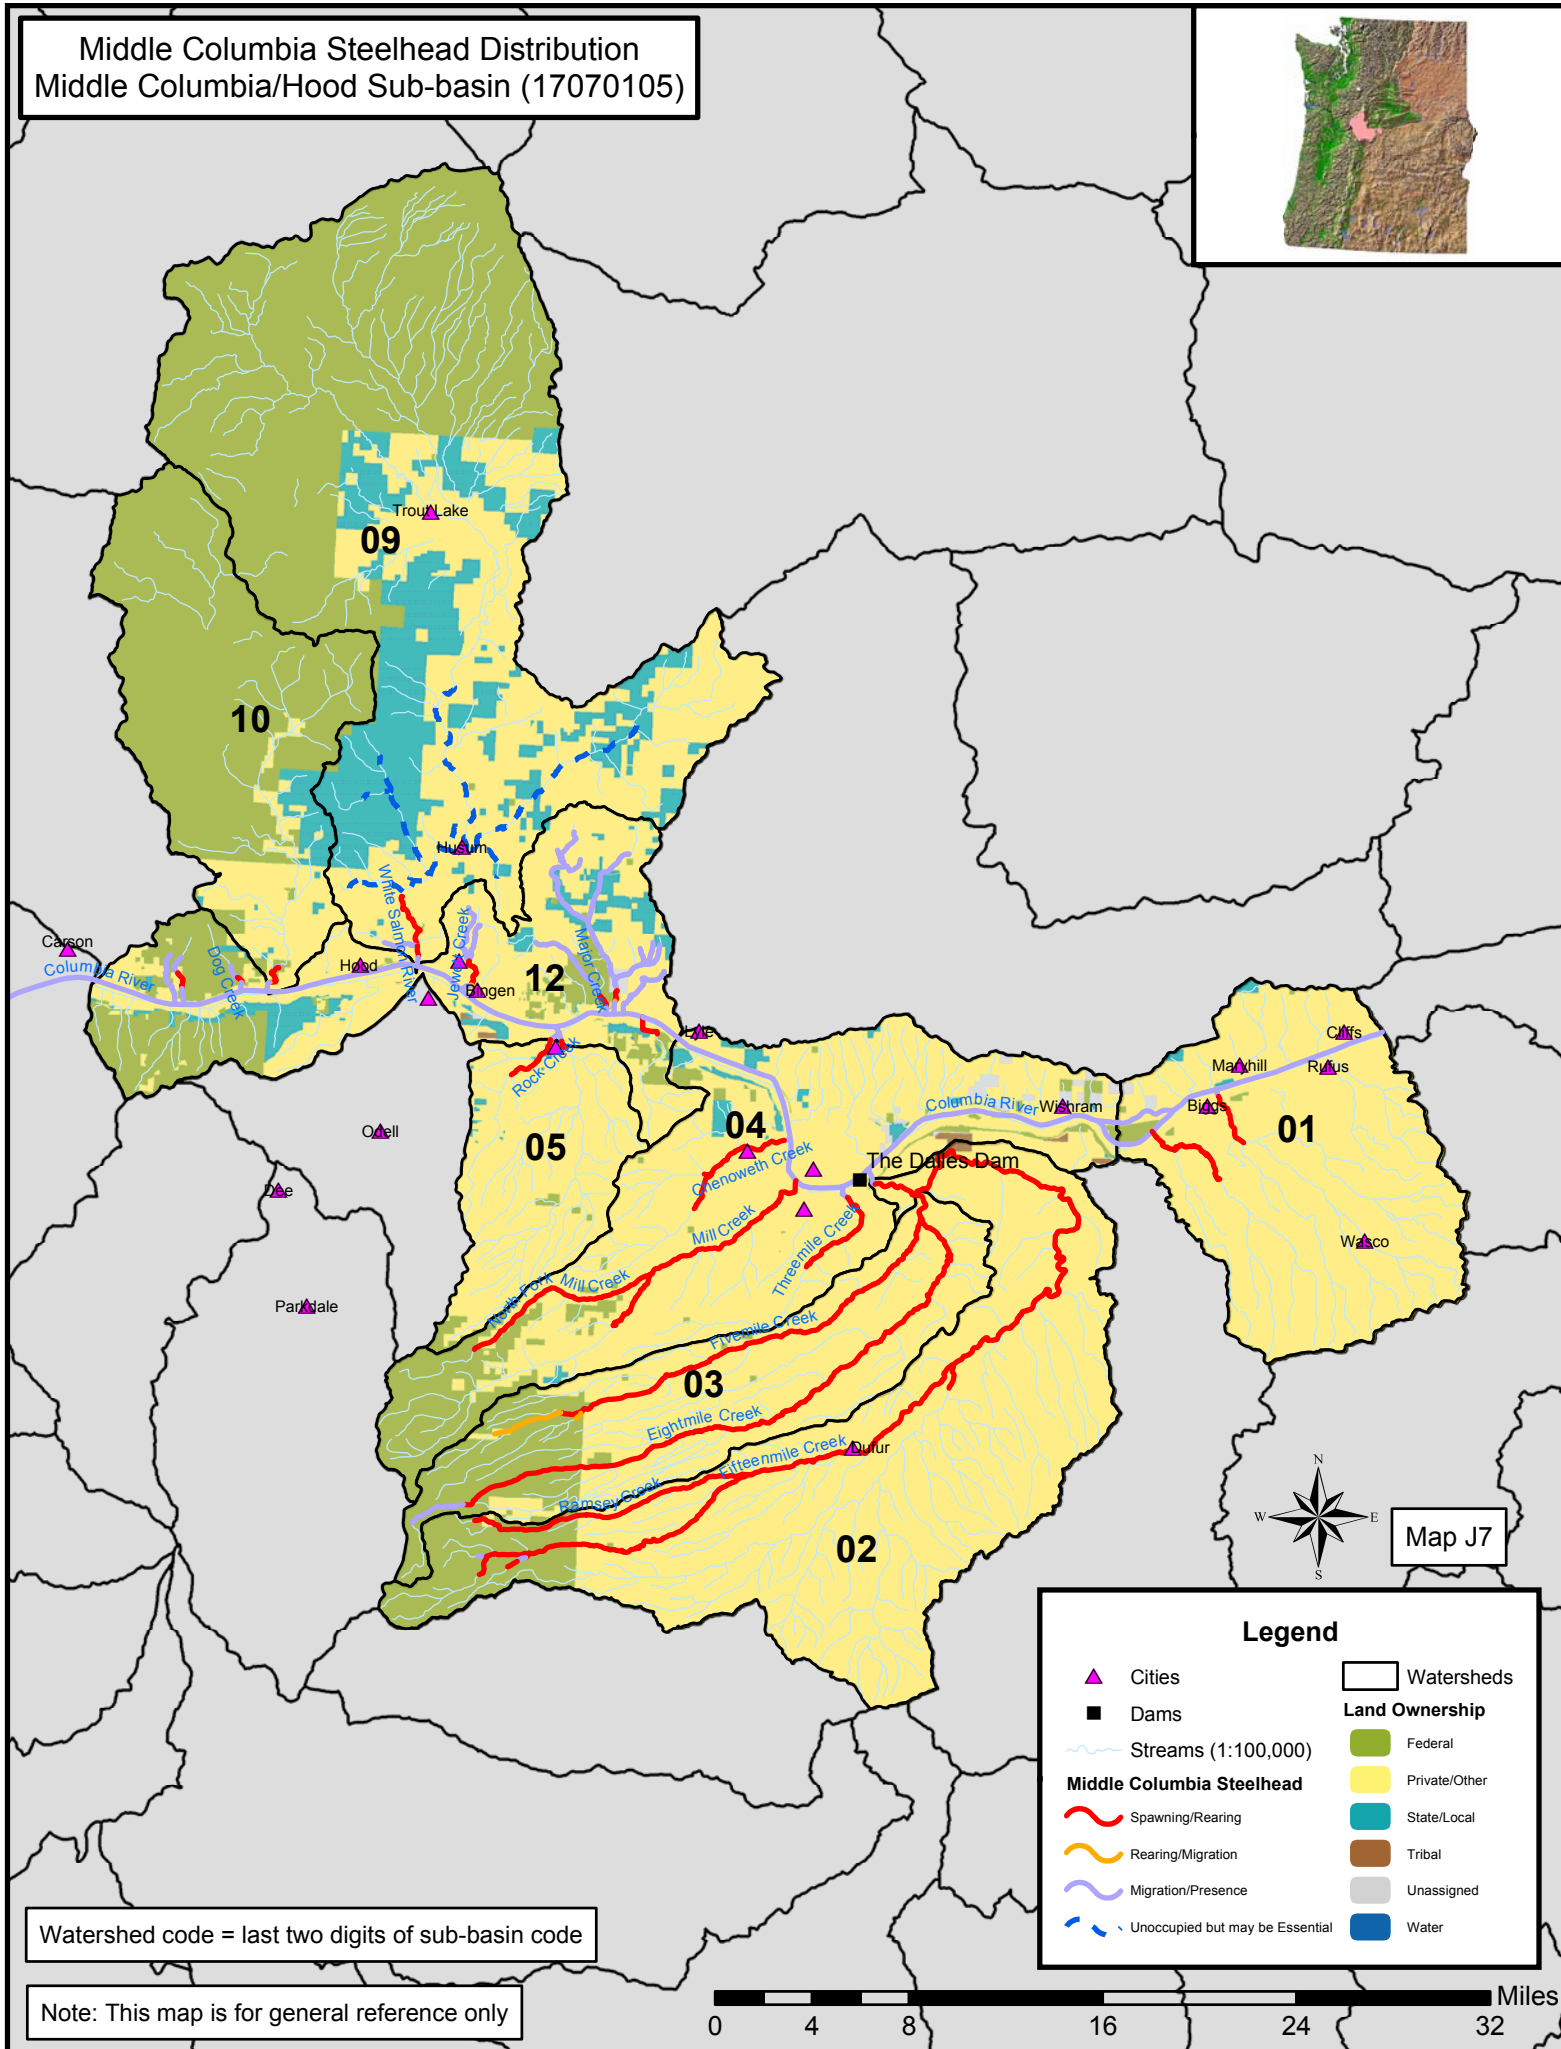 Middle Columbia Steelhead Distribution
Middle Columbia/Hood Sub-basin (17070105)
Trout Lake
09
10
Husum
White Salmon River
Jewett Creek
Major Creek
Carson
Columbia River
Dog Creek
Hood
Bingen
12
Lyle
Rock Creek
Cliffs
Maryhill
Rufus
Columbia River
Wishram
Biggs
01
Odell
05
04
Chenoweth Creek
The Dalles Dam
Dee
Mill Creek
Threemile Creek
Wasco
North Fork Mill Creek
Parkdale
Fivemile Creek
03
Eightmile Creek
Fifteenmile Creek
Dufur
Ramsey Creek
02
N
W
E
S
Map J7
Legend
Cities
Dams
Streams (1:100,000)
Middle Columbia Steelhead
Spawning/Rearing
Rearing/Migration
Migration/Presence
Unoccupied but may be Essential
Watersheds
Land Ownership
Federal
Private/Other
State/Local
Tribal
Unassigned
Water
Watershed code = last two digits of sub-basin code
Note: This map is for general reference only
Miles
0 4 8 16 24 32